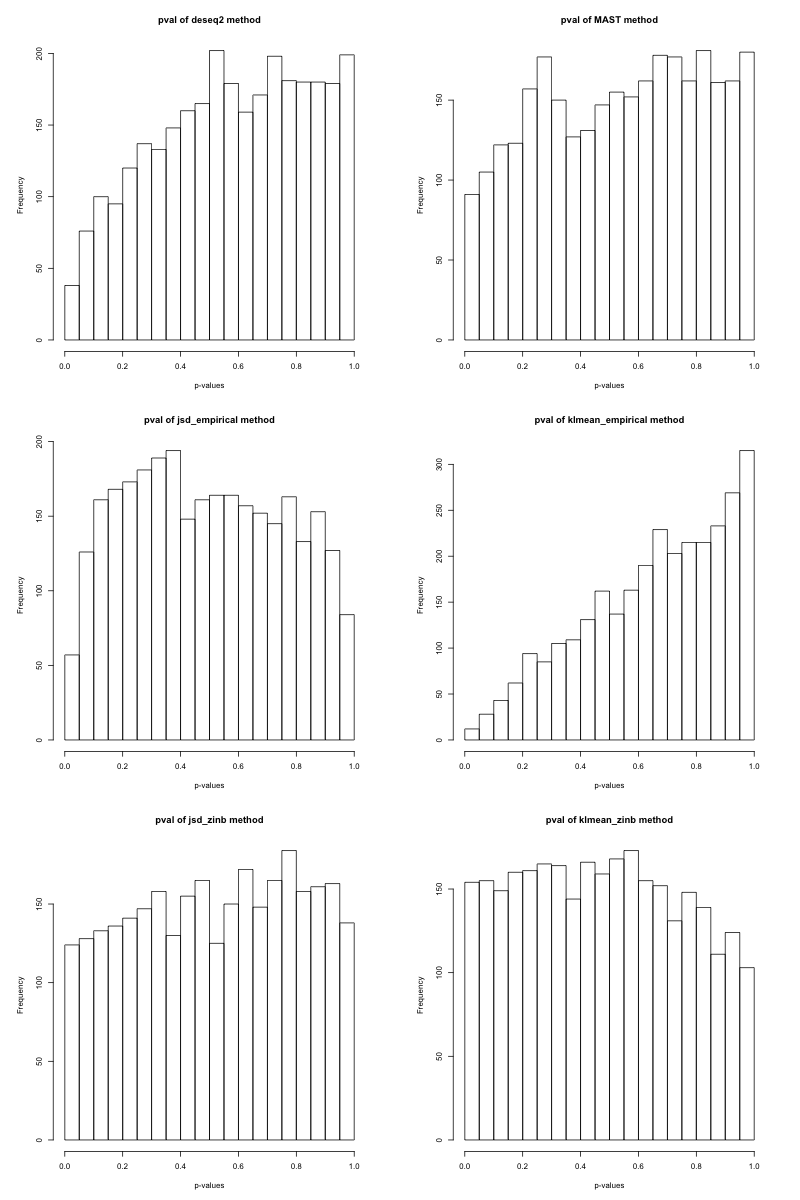 pval of deseq2 method
Frequency
0 50 100 150 200
0.0 0.2 0.4 0.6 0.8 1.0
p-values
pval of MAST method
Frequency
0 50 100 150
0.0 0.2 0.4 0.6 0.8 1.0
p-values
pval of jsd_empirical method
Frequency
0 50 100 150 200
0.0 0.2 0.4 0.6 0.8 1.0
p-values
pval of klmean_empirical method
Frequency
0 50 100 150 200 250 300
0.0 0.2 0.4 0.6 0.8 1.0
p-values
pval of jsd_zinb method
Frequency
0 50 100 150
0.0 0.2 0.4 0.6 0.8 1.0
p-values
pval of klmean_zinb method
Frequency
0 50 100 150
0.0 0.2 0.4 0.6 0.8 1.0
p-values